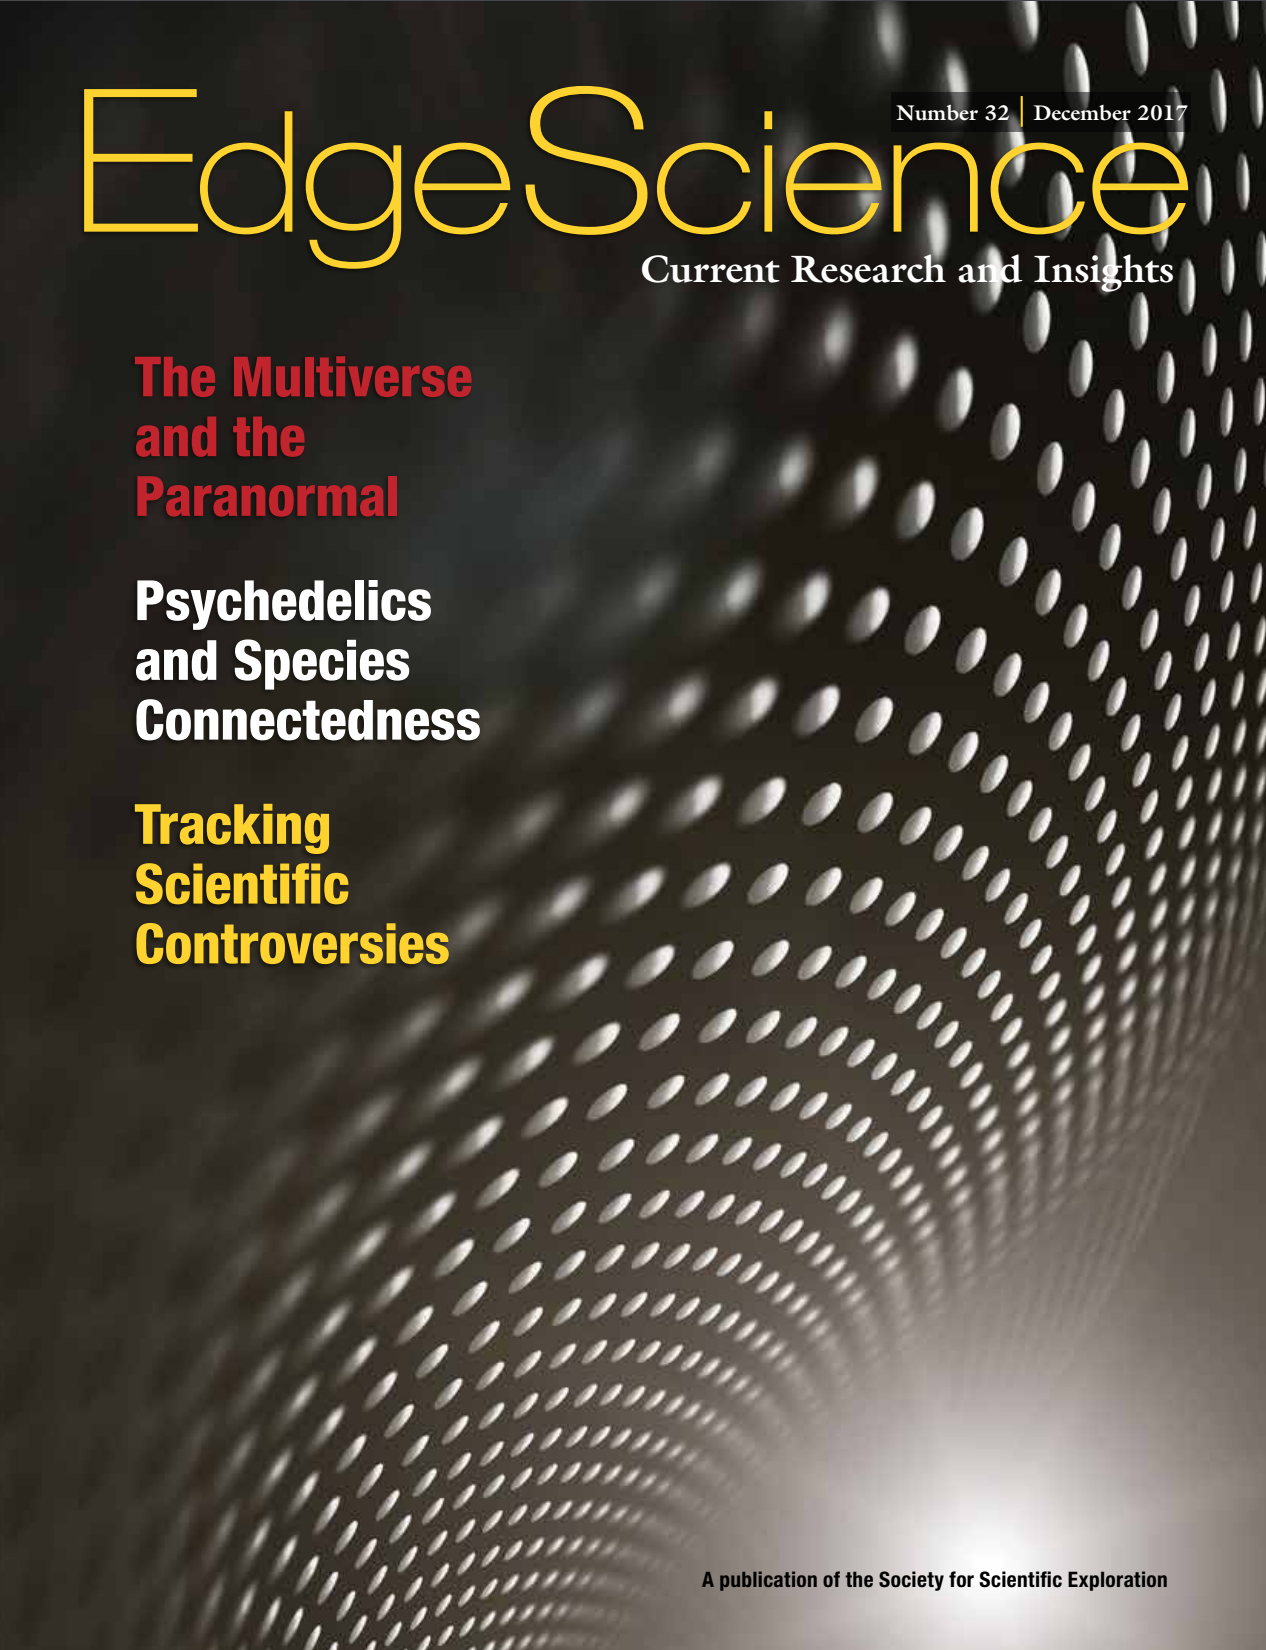 Number 32 | December 2017
EdgeScience
Current Research and Insights
The Multiverse
and the
Paranormal
Psychedelics
and Species
Connectedness
Tracking
Scientific
Controversies
A publication of the Society for Scientific Exploration